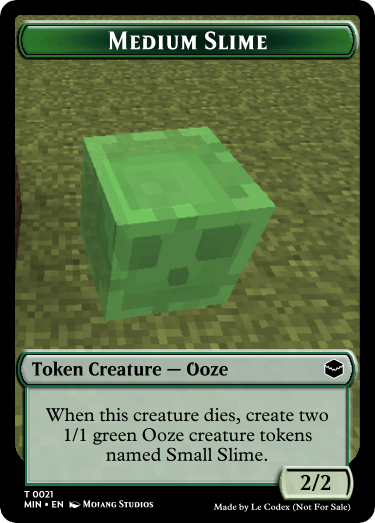 Medium Slime
Token Creature — Ooze
When this creature dies, create two
1/1 green Ooze creature tokens
named Small Slime.
2/2
T 0021
MIN • EN Mojang Studios
Made by Le Codex (Not For Sale)